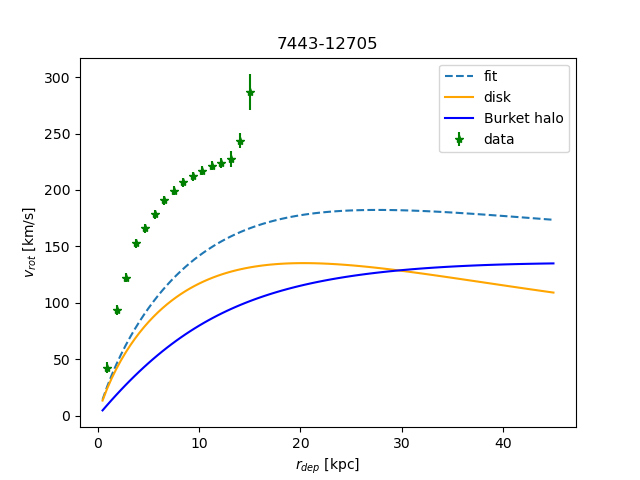 7443-12705
300
250
200
150
100
50
0
v_rot [km/s]
fit
disk
Burket halo
data
0 10 20 30 40
r_dep [kpc]